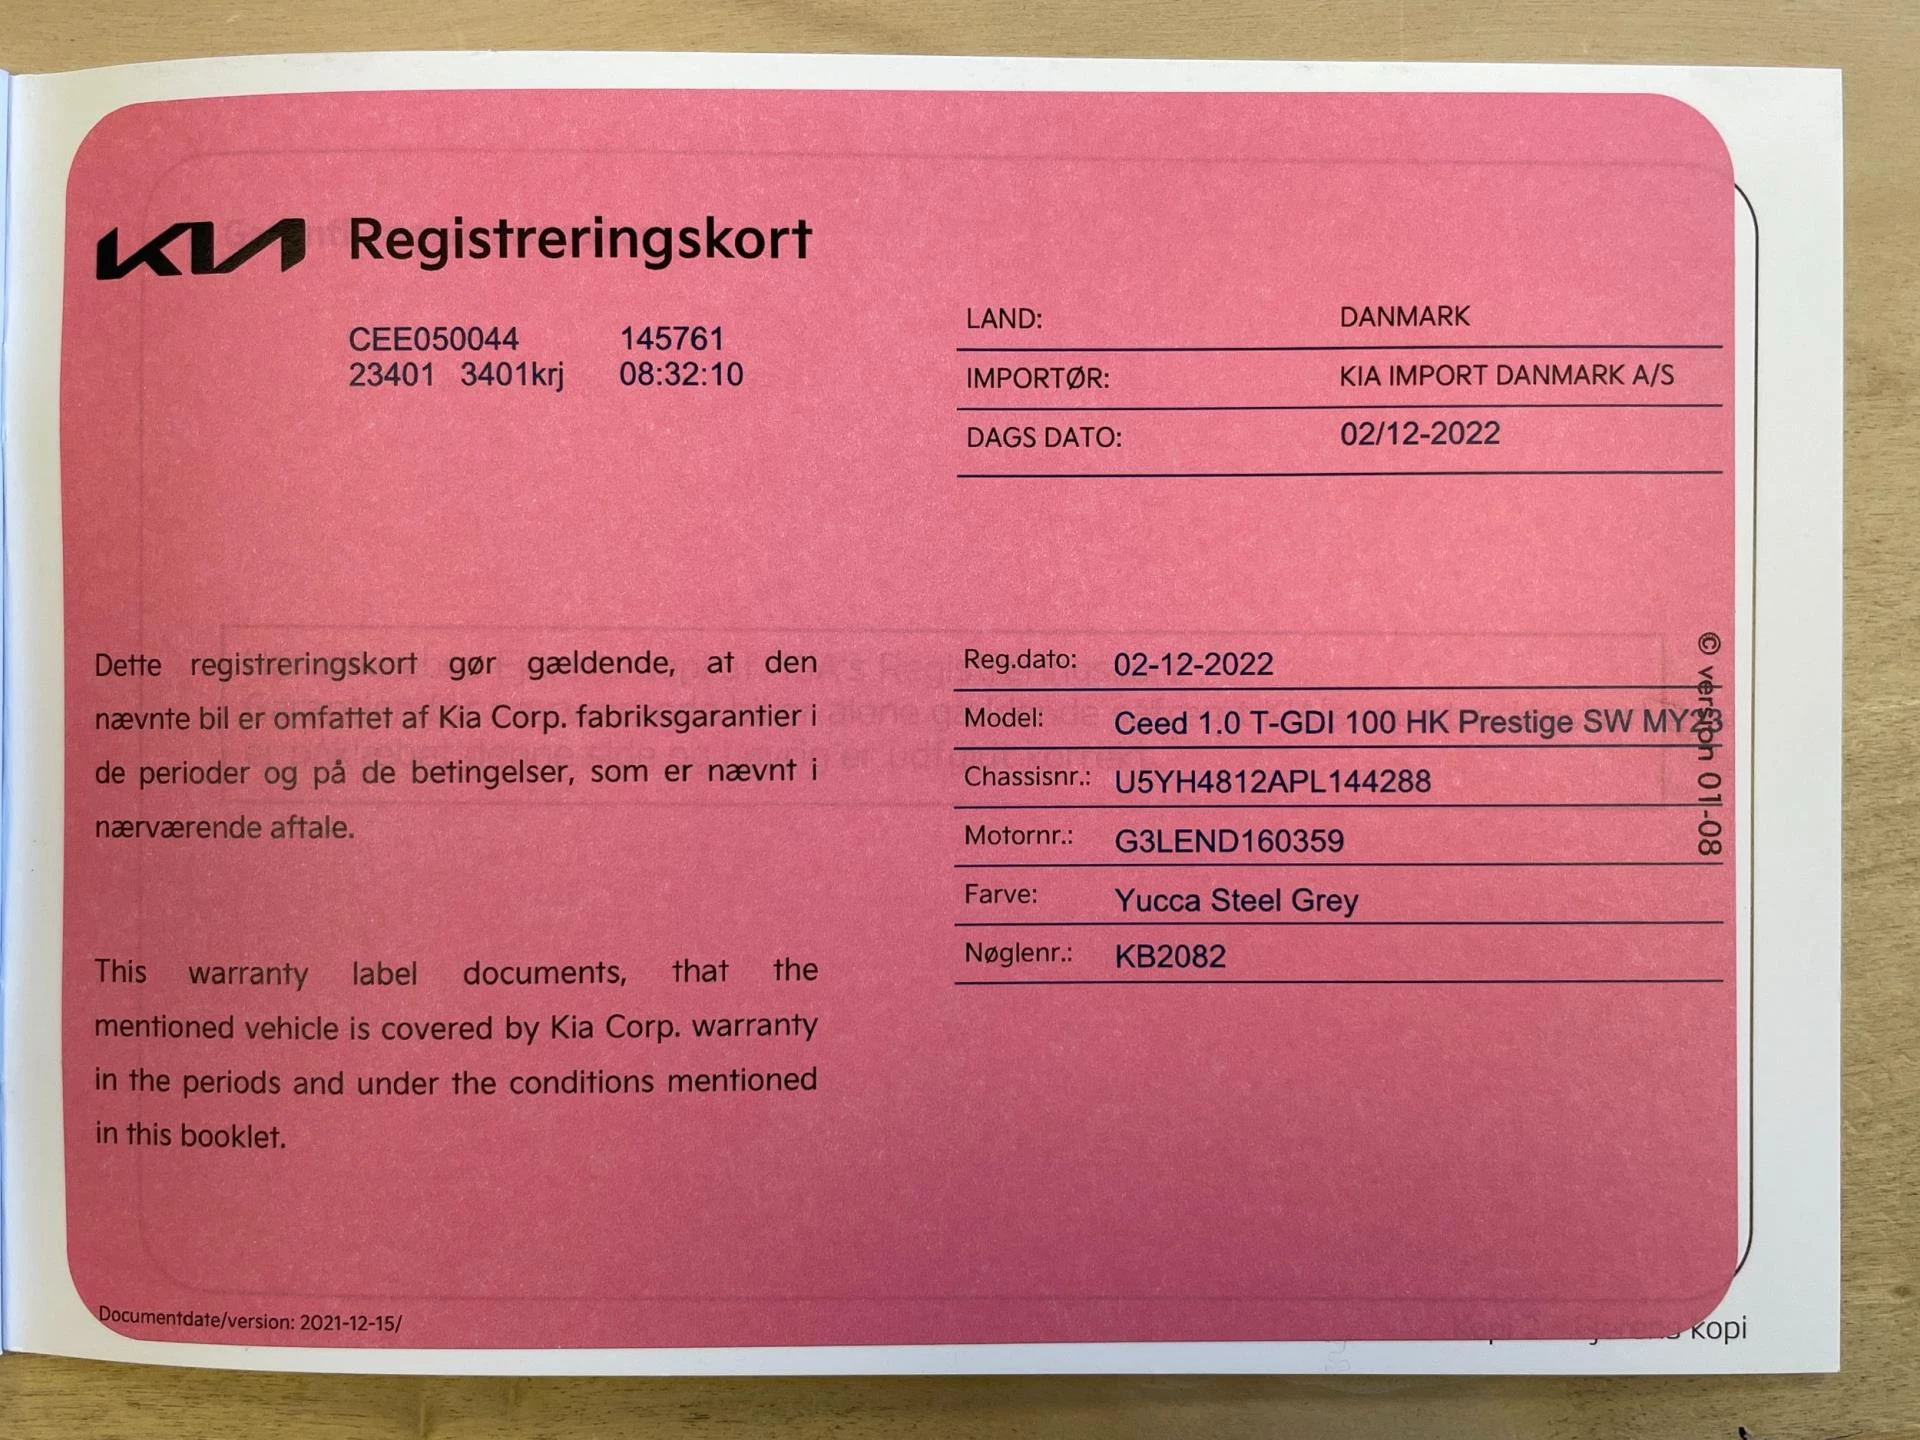 KIA Registreringskort
CEE050044 145761
23401 3401krj 08:32:10
LAND: DANMARK
IMPORTØR: KIA IMPORT DANMARK A/S
DAGS DATO: 02/12-2022
Dette registreringskort gør gældende, at den
nævnte bil er omfattet af Kia Corp. fabriksgarantier i
de perioder og på de betingelser, som er nævnt i
nærværende aftale.
This warranty label documents, that the
mentioned vehicle is covered by Kia Corp. warranty
in the periods and under the conditions mentioned
in this booklet.
Reg.dato: 02-12-2022
Model: Ceed 1.0 T-GDI 100 HK Prestige SW MY23
Chassisnr.: U5YH4812APL144288
Motornr.: G3LEND160359
Farve: Yucca Steel Grey
Nøglenr.: KB2082
© version 01-08
Documentdate/version: 2021-12-15/
kopi